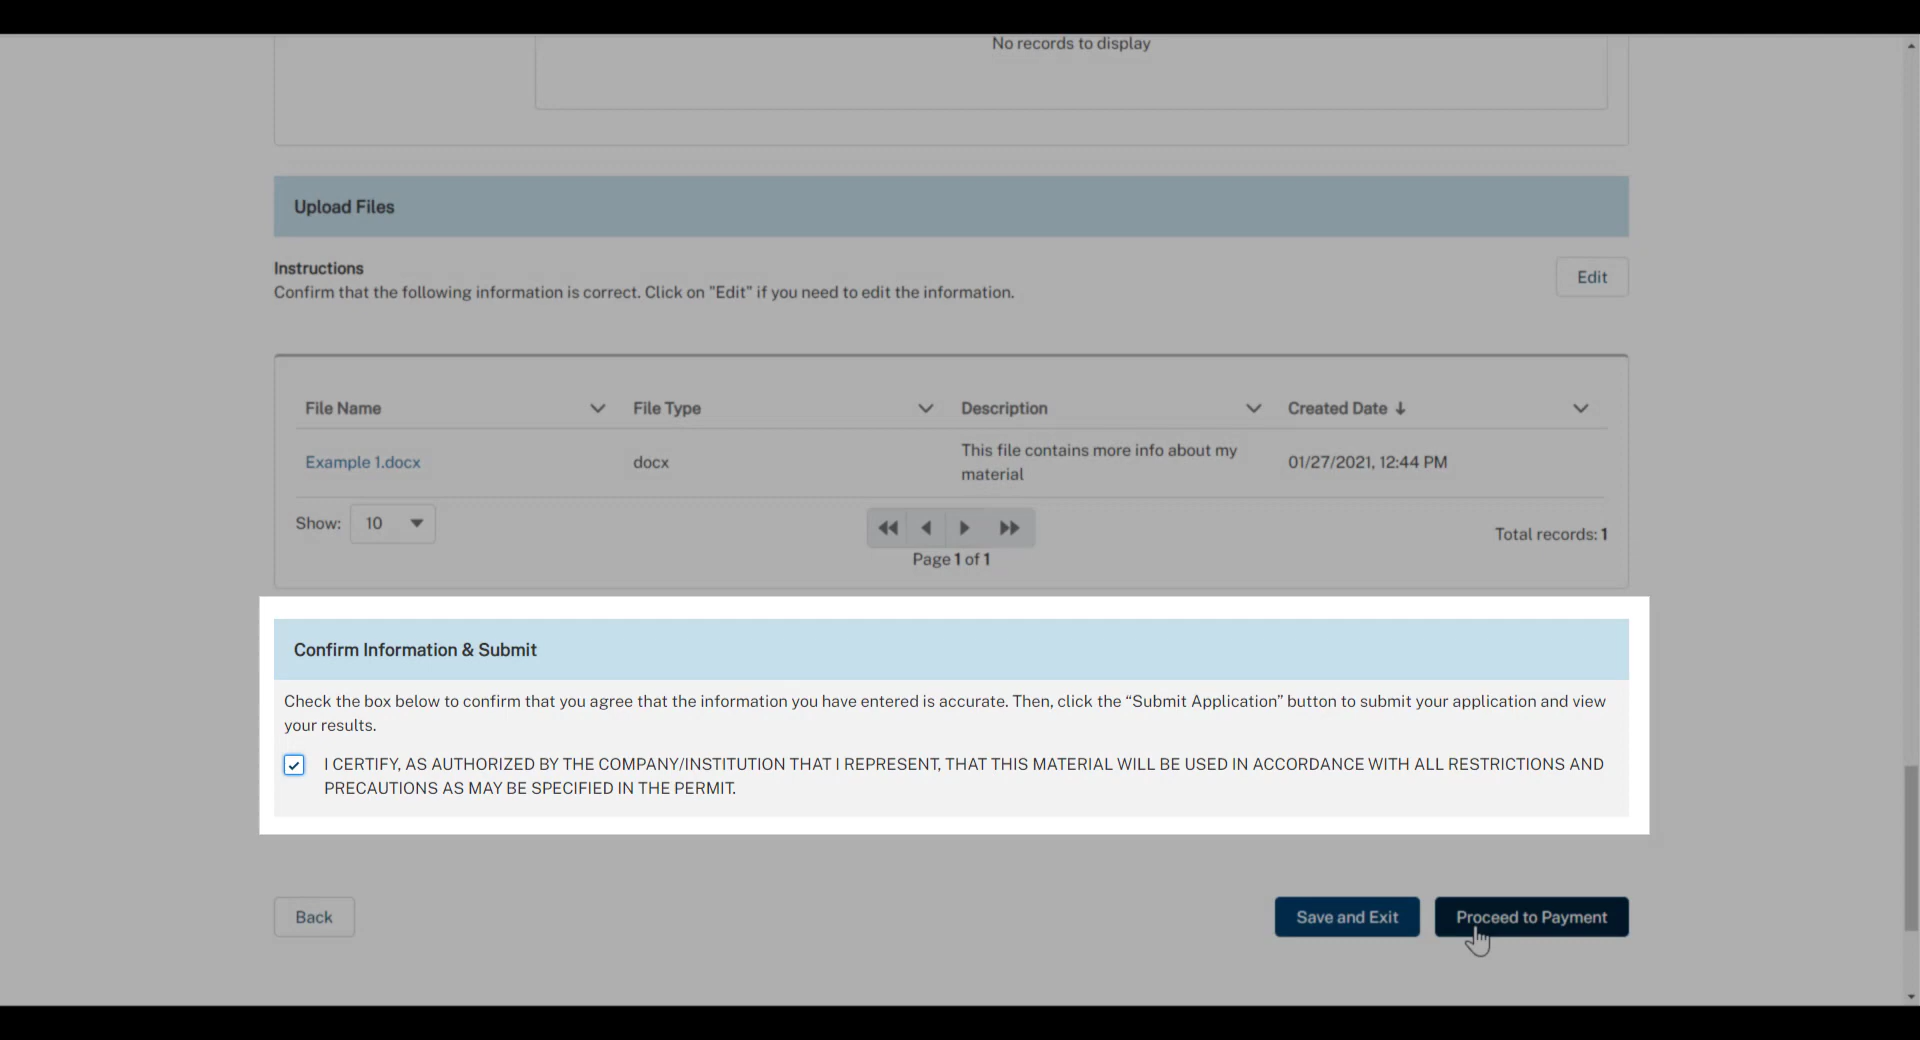 No records to display
Upload Files
Instructions
Edit
Confirm that the following information is correct. Click on "Edit" if you need to edit the information.
File Name File Type Description Created Date
Example 1.docx docx This file contains more info about my 01/27/2021, 12:44 PM
material
Show: 10
Total records: 1
Page 1 of 1
Confirm Information & Submit
Check the box below to confirm that you agree that the information you have entered is accurate. Then, click the “Submit Application” button to submit your application and view
your results.
I CERTIFY, AS AUTHORIZED BY THE COMPANY/INSTITUTION THAT I REPRESENT, THAT THIS MATERIAL WILL BE USED IN ACCORDANCE WITH ALL RESTRICTIONS AND
PRECAUTIONS AS MAY BE SPECIFIED IN THE PERMIT.
Back Save and Exit Proceed to Payment